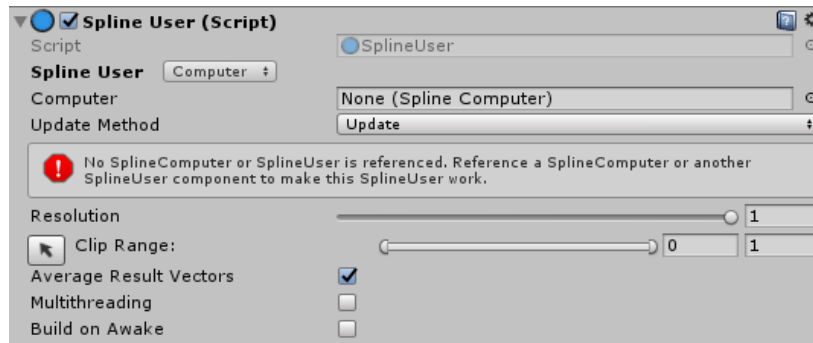 Spline User (Script)
Script SplineUser
Spline User Computer
Computer None (Spline Computer)
Update Method Update
No SplineComputer or SplineUser is referenced. Reference a SplineComputer or another
SplineUser component to make this SplineUser work.
Resolution 1
Clip Range: 0 1
Average Result Vectors
Multithreading
Build on Awake